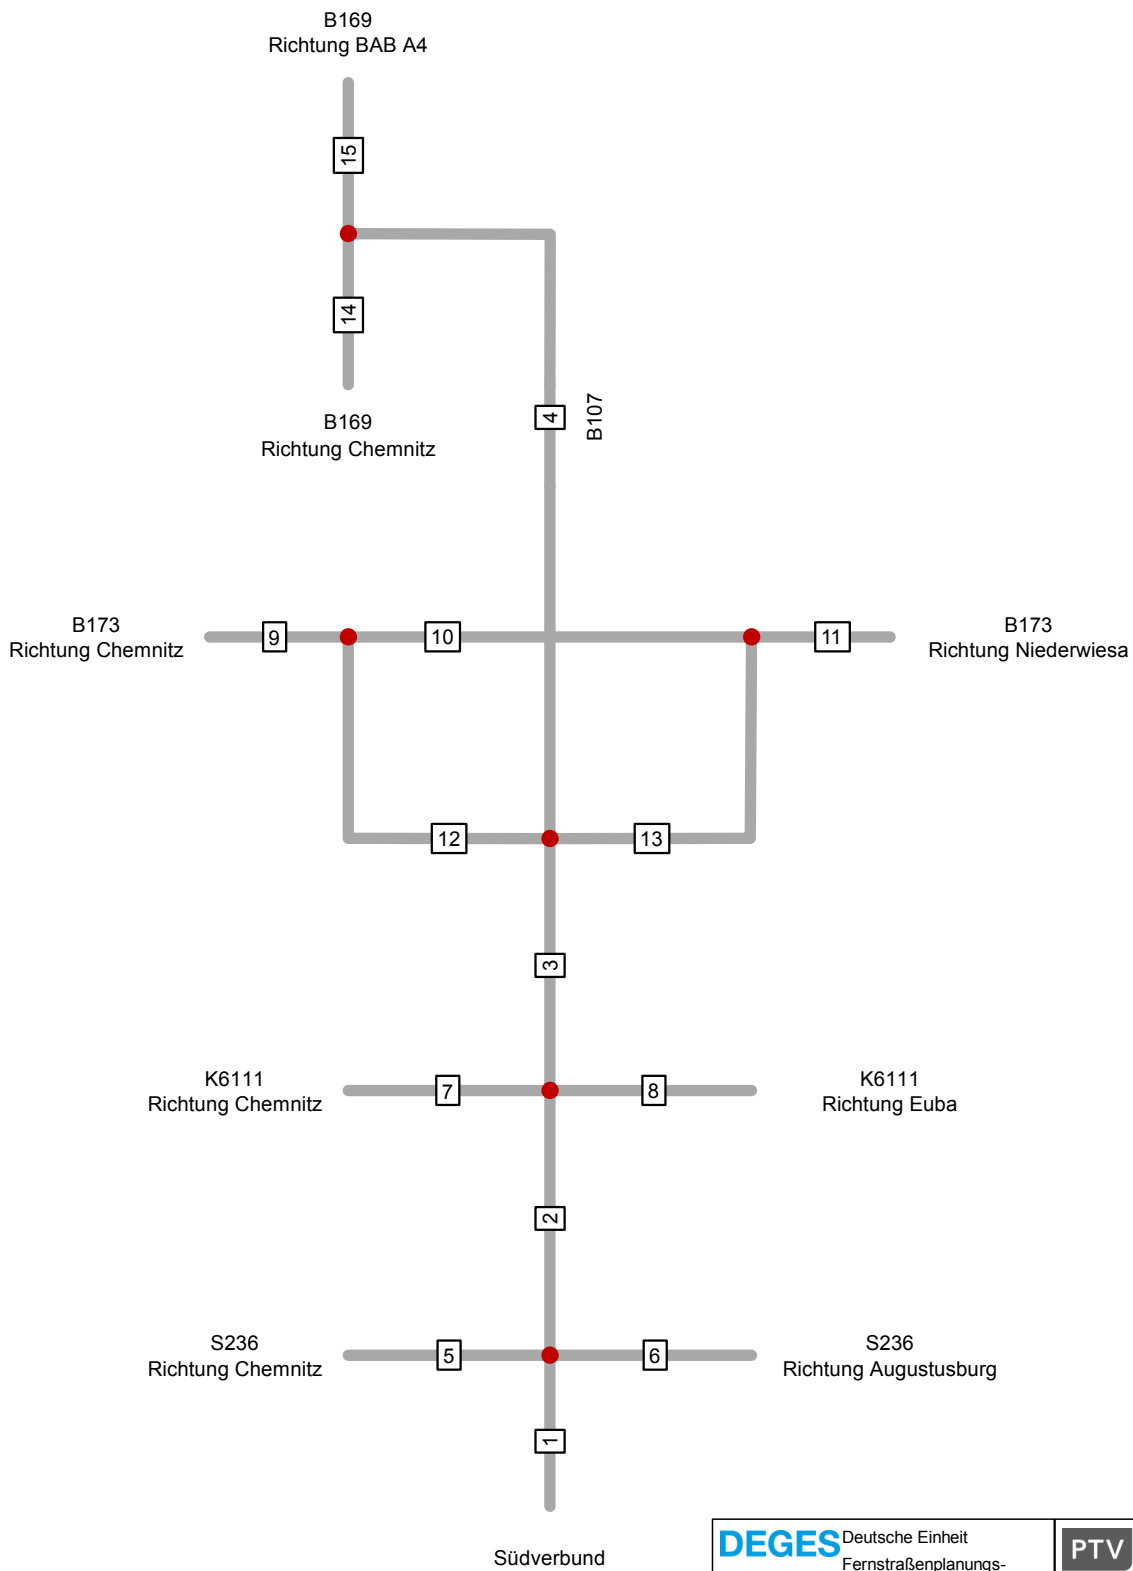 B169
Richtung BAB A4
15
14
B169
Richtung Chemnitz
4
B107
B173
Richtung Chemnitz
9
10
11
B173
Richtung Niederwiesa
12
13
3
K6111
Richtung Chemnitz
7
8
K6111
Richtung Euba
2
S236
Richtung Chemnitz
5
6
S236
Richtung Augustusburg
1
Südverbund
DEGES Deutsche Einheit
Fernstraßenplanungs-
PTV